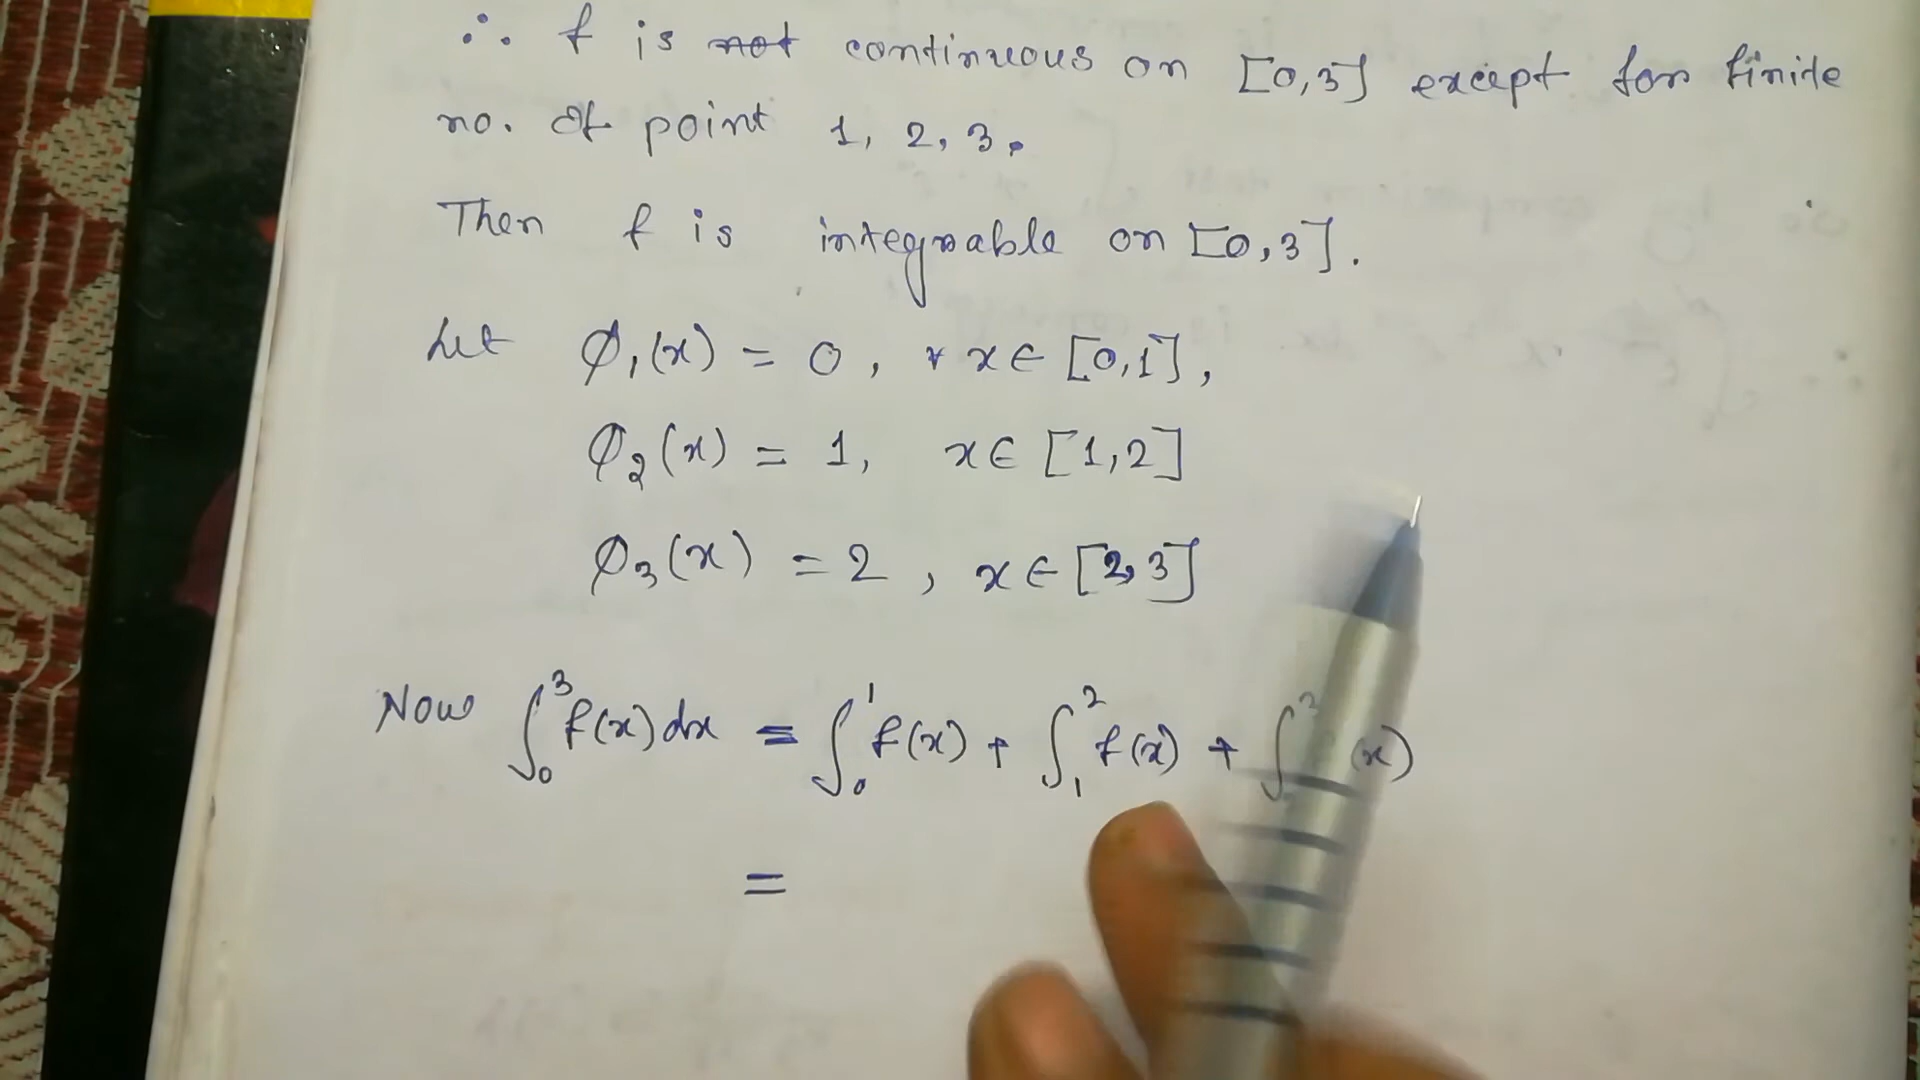 ∴ f is not continuous on [0,3] except for finite
no. of point 1, 2, 3.
Then f is integrable on [0,3].
Let φ₁(x) = 0, ∀ x ∈ [0,1],
φ₂(x) = 1, x ∈ [1,2]
φ₃(x) = 2, x ∈ [2,3]
Now ∫₀³ f(x) dx = ∫₀¹ f(x) + ∫₁² f(x) + ∫ (x)
=